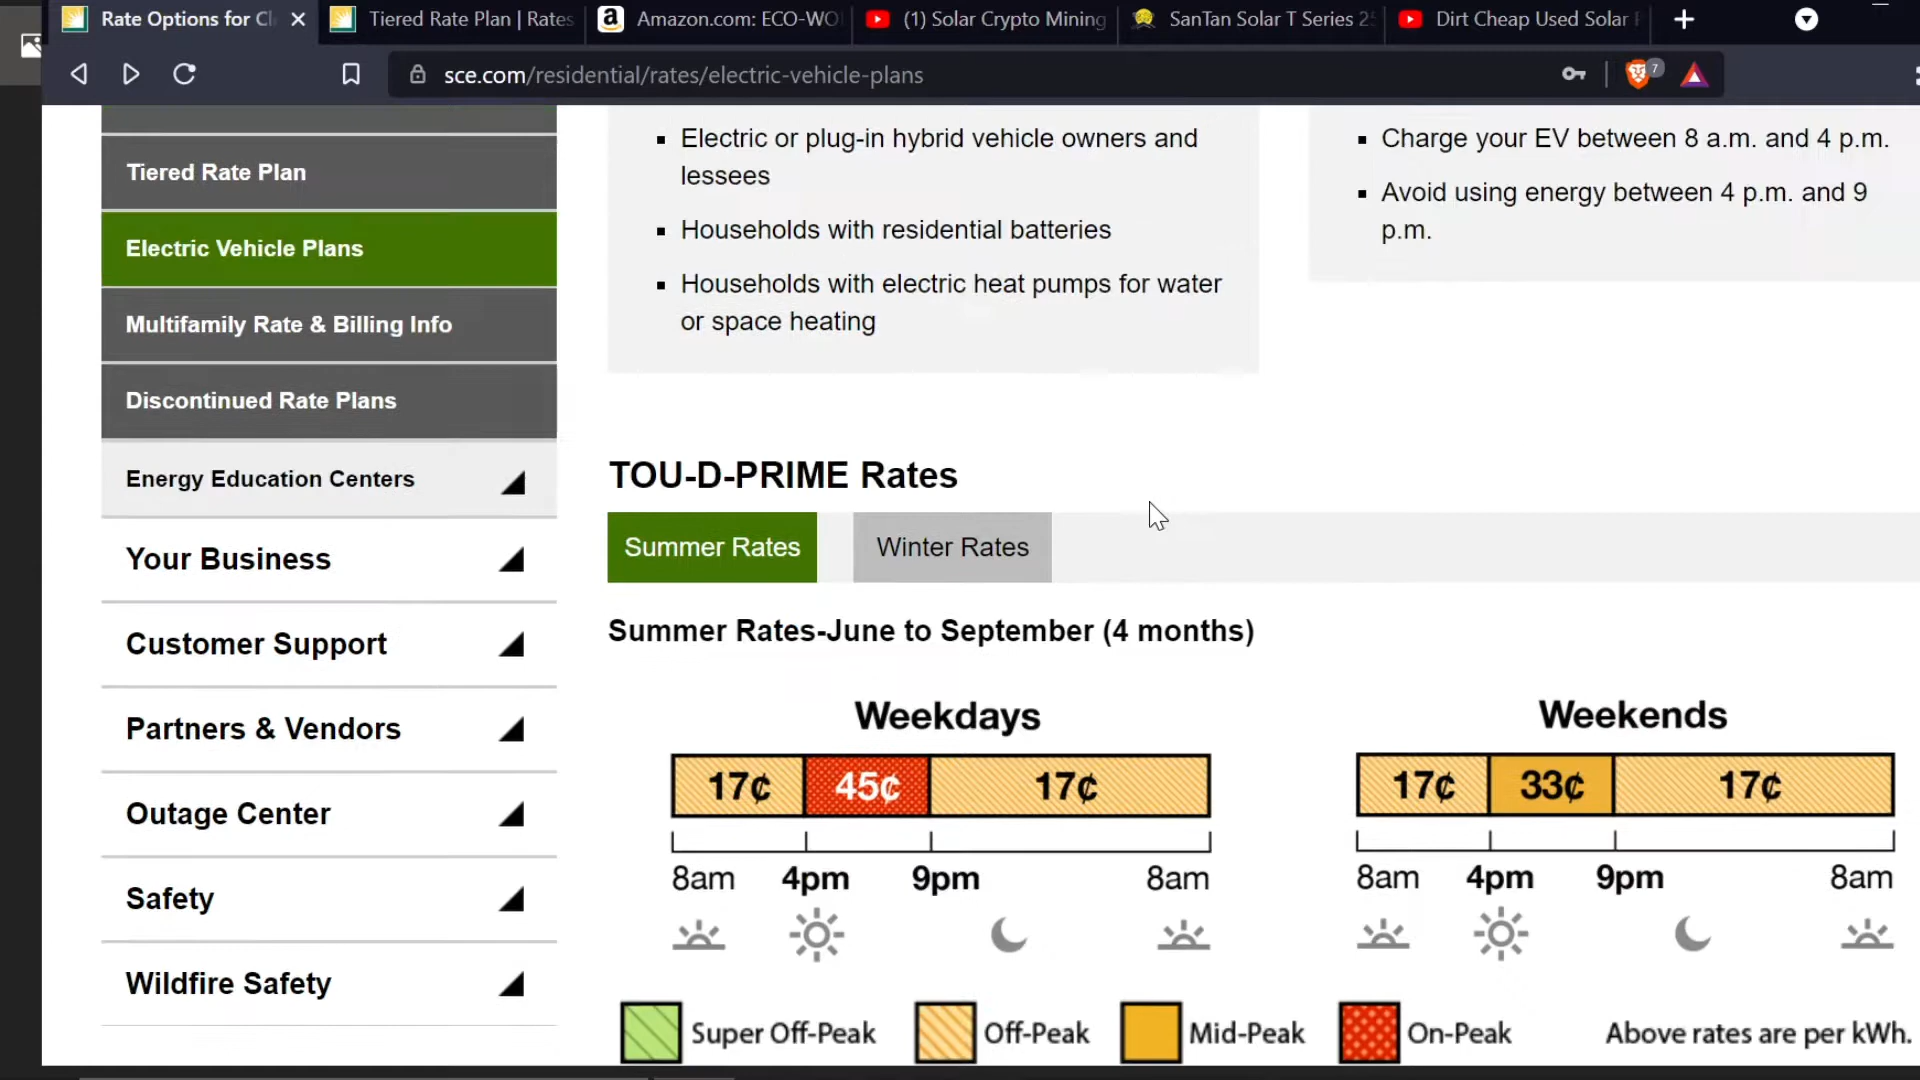 Rate Options for Cl
Tiered Rate Plan | Rates
Amazon.com: ECO-WO
(1) Solar Crypto Mining
SanTan Solar T Series 25
Dirt Cheap Used Solar
sce.com/residential/rates/electric-vehicle-plans
7
Tiered Rate Plan
Electric Vehicle Plans
Multifamily Rate & Billing Info
Discontinued Rate Plans
Energy Education Centers
Your Business
Customer Support
Partners & Vendors
Outage Center
Safety
Wildfire Safety
Electric or plug-in hybrid vehicle owners and
lessees
Households with residential batteries
Households with electric heat pumps for water
or space heating
Charge your EV between 8 a.m. and 4 p.m.
Avoid using energy between 4 p.m. and 9
p.m.
TOU-D-PRIME Rates
Summer Rates
Winter Rates
Summer Rates-June to September (4 months)
Weekdays
17¢ 45¢ 17¢
8am 4pm 9pm 8am
Weekends
17¢ 33¢ 17¢
8am 4pm 9pm 8am
Super Off-Peak
Off-Peak
Mid-Peak
On-Peak
Above rates are per kWh.